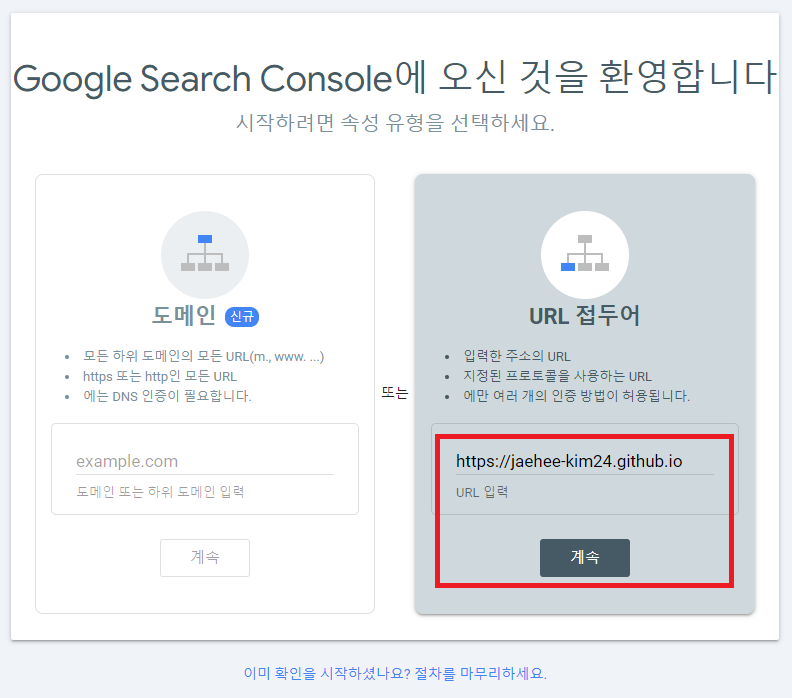 Google Search Console에 오신 것을 환영합니다
시작하려면 속성 유형을 선택하세요.
도메인 신규
모든 하위 도메인의 모든 URL(m., www. ...)
https 또는 http인 모든 URL
에는 DNS 인증이 필요합니다.
example.com
도메인 또는 하위 도메인 입력
계속
또는
URL 접두어
입력한 주소의 URL
지정된 프로토콜을 사용하는 URL
에만 여러 개의 인증 방법이 허용됩니다.
https://jaehee-kim24.github.io
URL 입력
계속
이미 확인을 시작하셨나요? 절차를 마무리하세요.